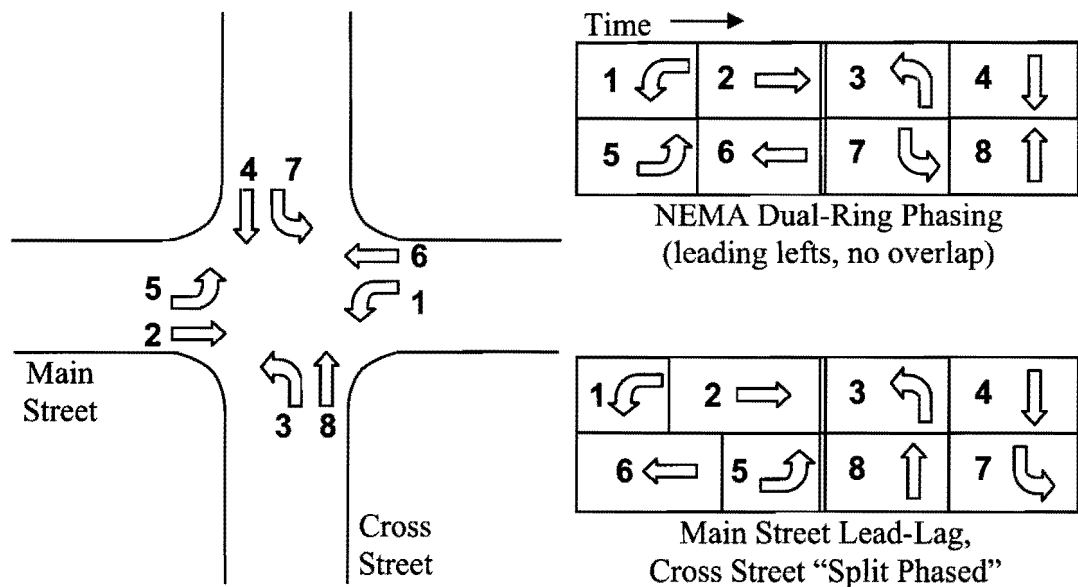 Time
1 2 3 4
5 6 7 8
NEMA Dual-Ring Phasing
(leading lefts, no overlap)
4 7
6
5
1
2
Main
Street
3 8
Cross
Street
1 2 3 4
6 5 8 7
Main Street Lead-Lag,
Cross Street “Split Phased”